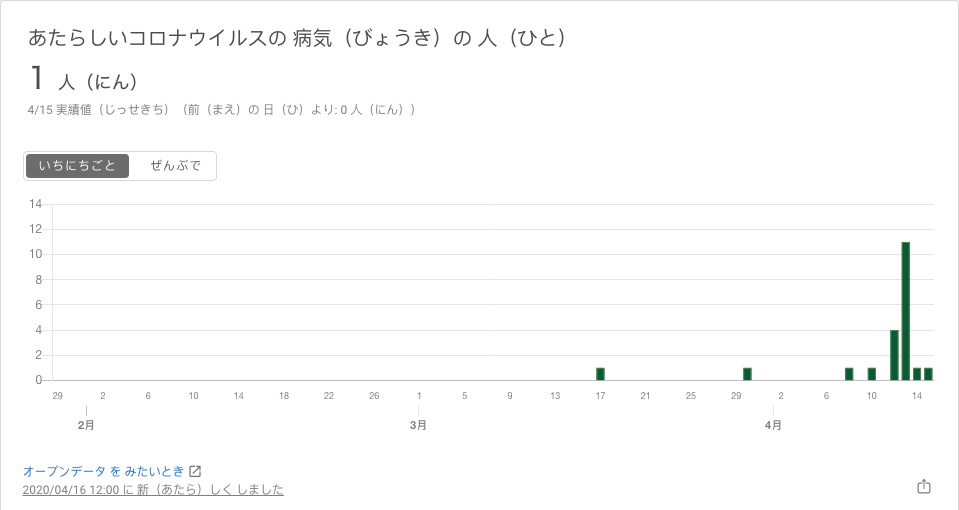 あたらしいコロナウイルスの 病気（びょうき）の 人（ひと）
1 人（にん）
4/15 実績値（じっせきち）（前（まえ）の 日（ひ）より: 0 人（にん））
いちにちごと ぜんぶで
14
12
10
8
6
4
2
0
29 2 6 10 14 18 22 26 1 5 9 13 17 21 25 29 2 6 10 14
2月 3月 4月
オープンデータ を みたいとき
2020/04/16 12:00 に 新（あたら）しく しました